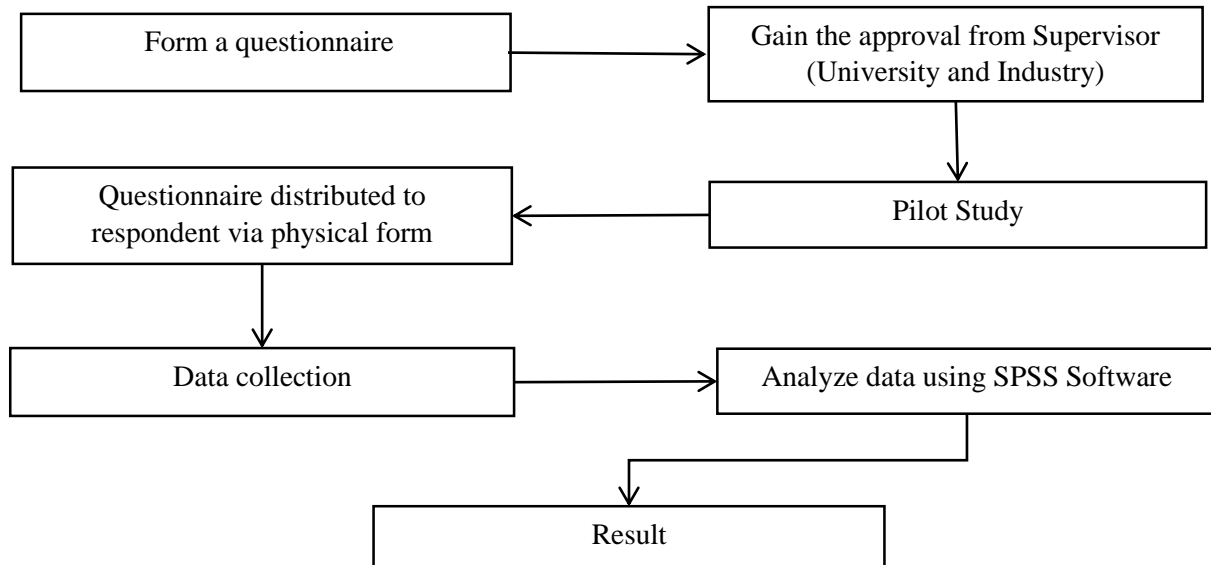 Form a questionnaire
Gain the approval from Supervisor
(University and Industry)
Pilot Study
Questionnaire distributed to
respondent via physical form
Data collection
Analyze data using SPSS Software
Result